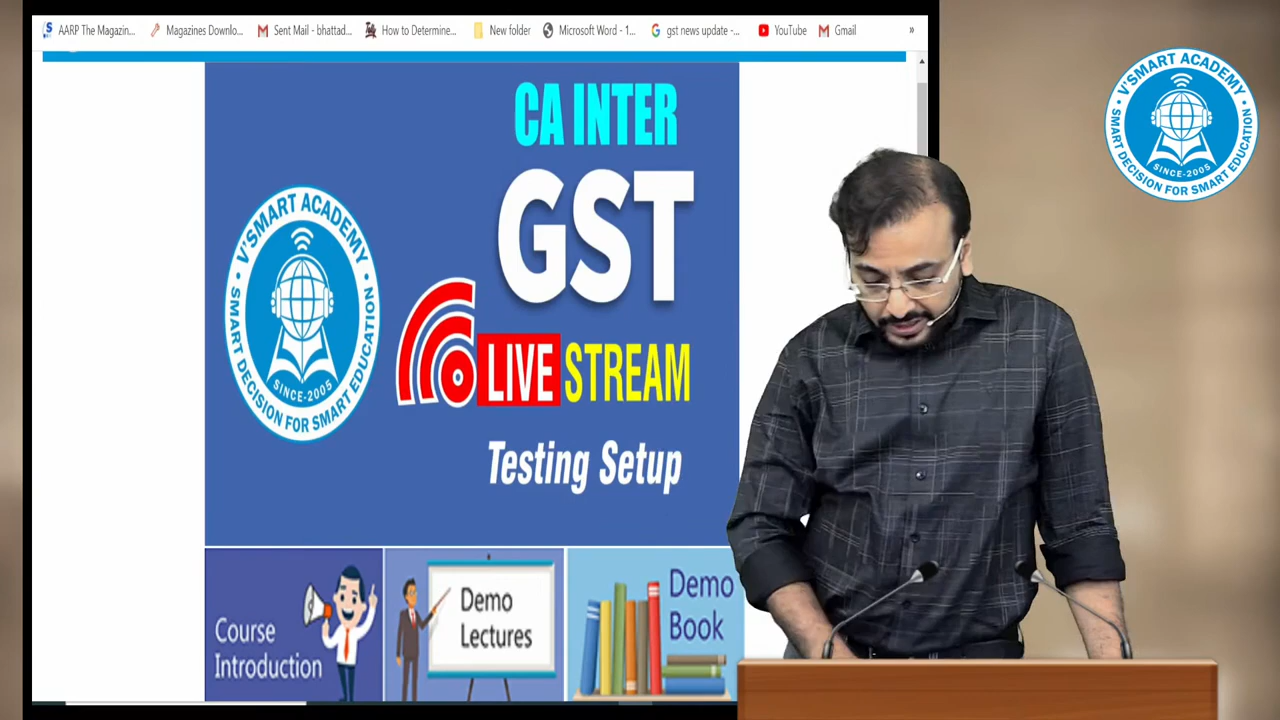 AARP The Magazin...
Magazines Downlo...
Sent Mail - bhattad...
How to Determine...
New folder
Microsoft Word - 1...
gst news update -...
YouTube
Gmail
»
CA INTER
GST
LIVE STREAM
Testing Setup
V'SMART ACADEMY
SMART DECISION FOR SMART EDUCATION
SINCE-2005
Course
Introduction
Demo
Lectures
Demo
Book
V'SMART ACADEMY
SMART DECISION FOR SMART EDUCATION
SINCE-2005